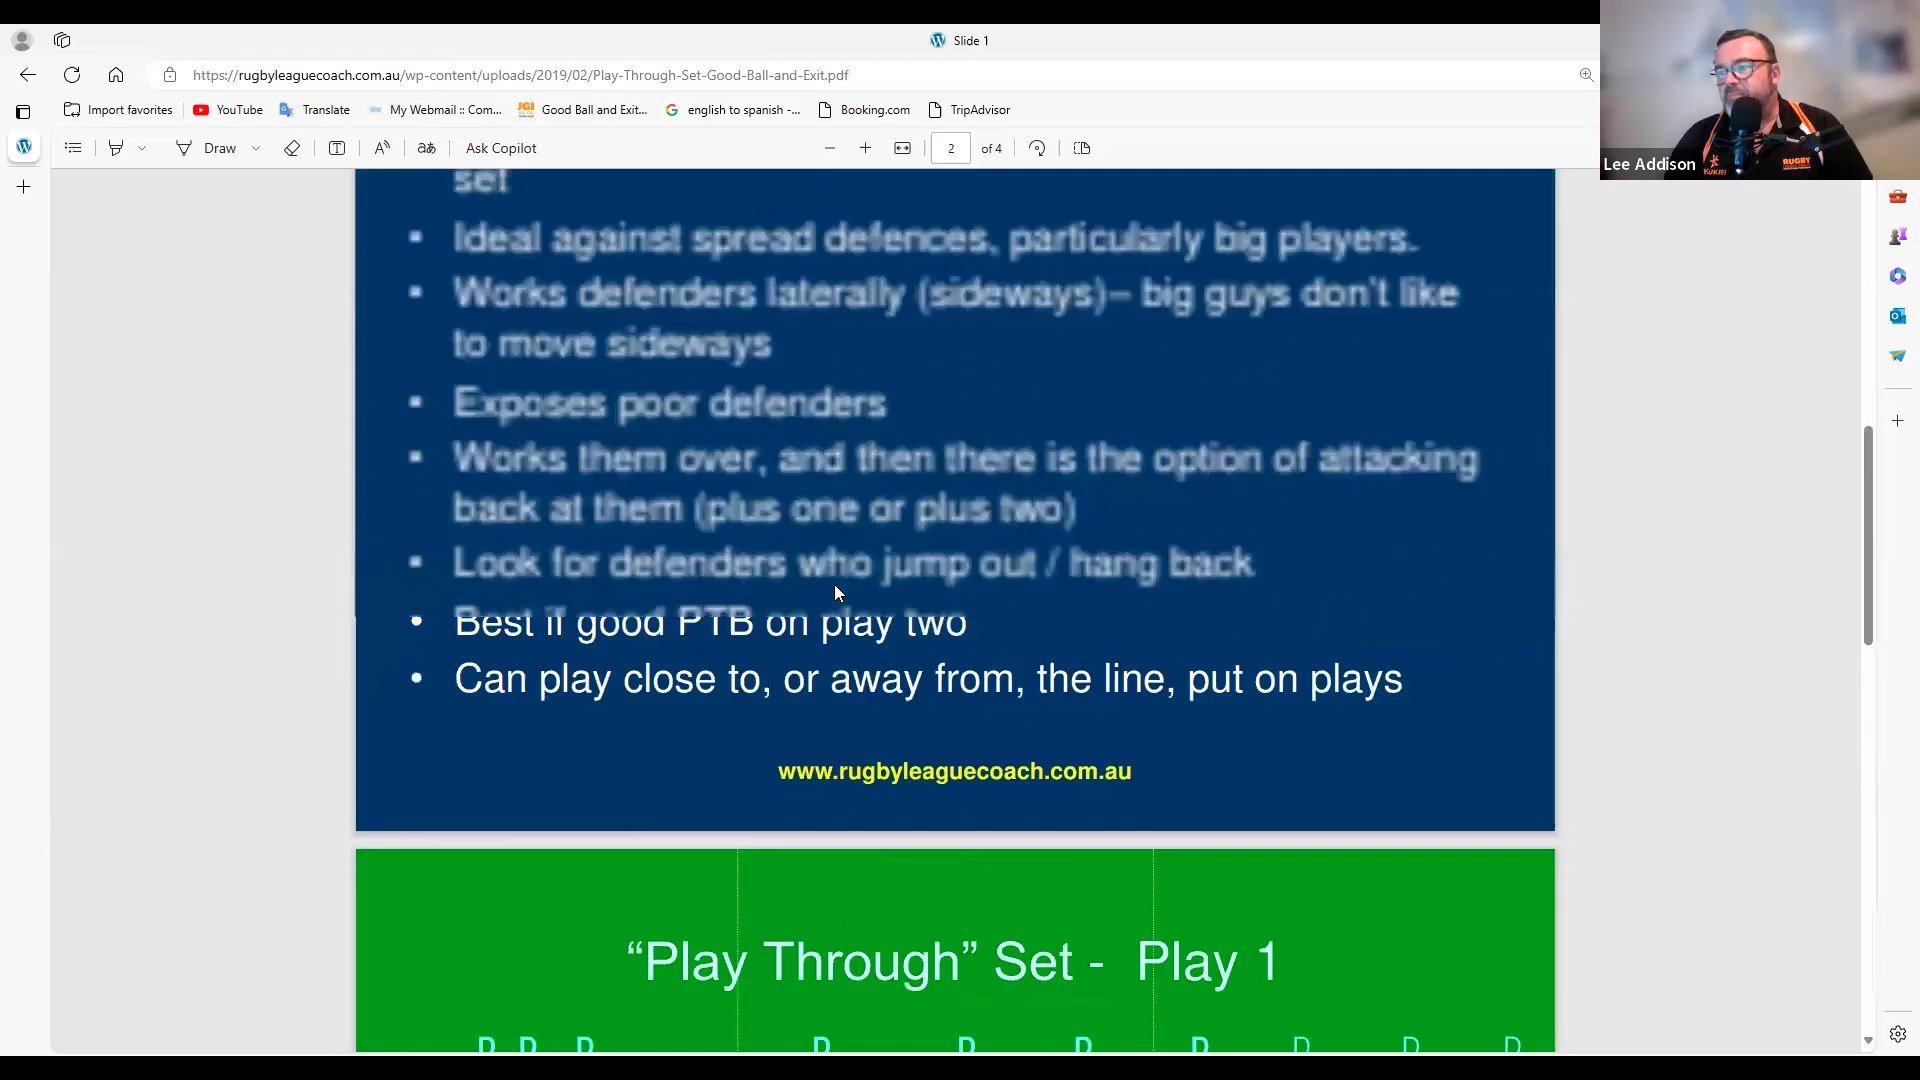 Slide 1
https://rugbyleaguecoach.com.au/wp-content/uploads/2019/02/Play-Through-Set-Good-Ball-and-Exit.pdf
Import favorites YouTube Translate My Webmail :: Com... JGI Good Ball and Exit... english to spanish -... Booking.com TripAdvisor
Draw Ask Copilot 2 of 4
Lee Addison
KUKRI RUGBY
set
• Ideal against spread defences, particularly big players.
• Works defenders laterally (sideways)– big guys don't like
to move sideways
• Exposes poor defenders
• Works them over, and then there is the option of attacking
back at them (plus one or plus two)
• Look for defenders who jump out / hang back
• Best if good PTB on play two
• Can play close to, or away from, the line, put on plays
www.rugbyleaguecoach.com.au
“Play Through” Set - Play 1
D D D D D D D D D D